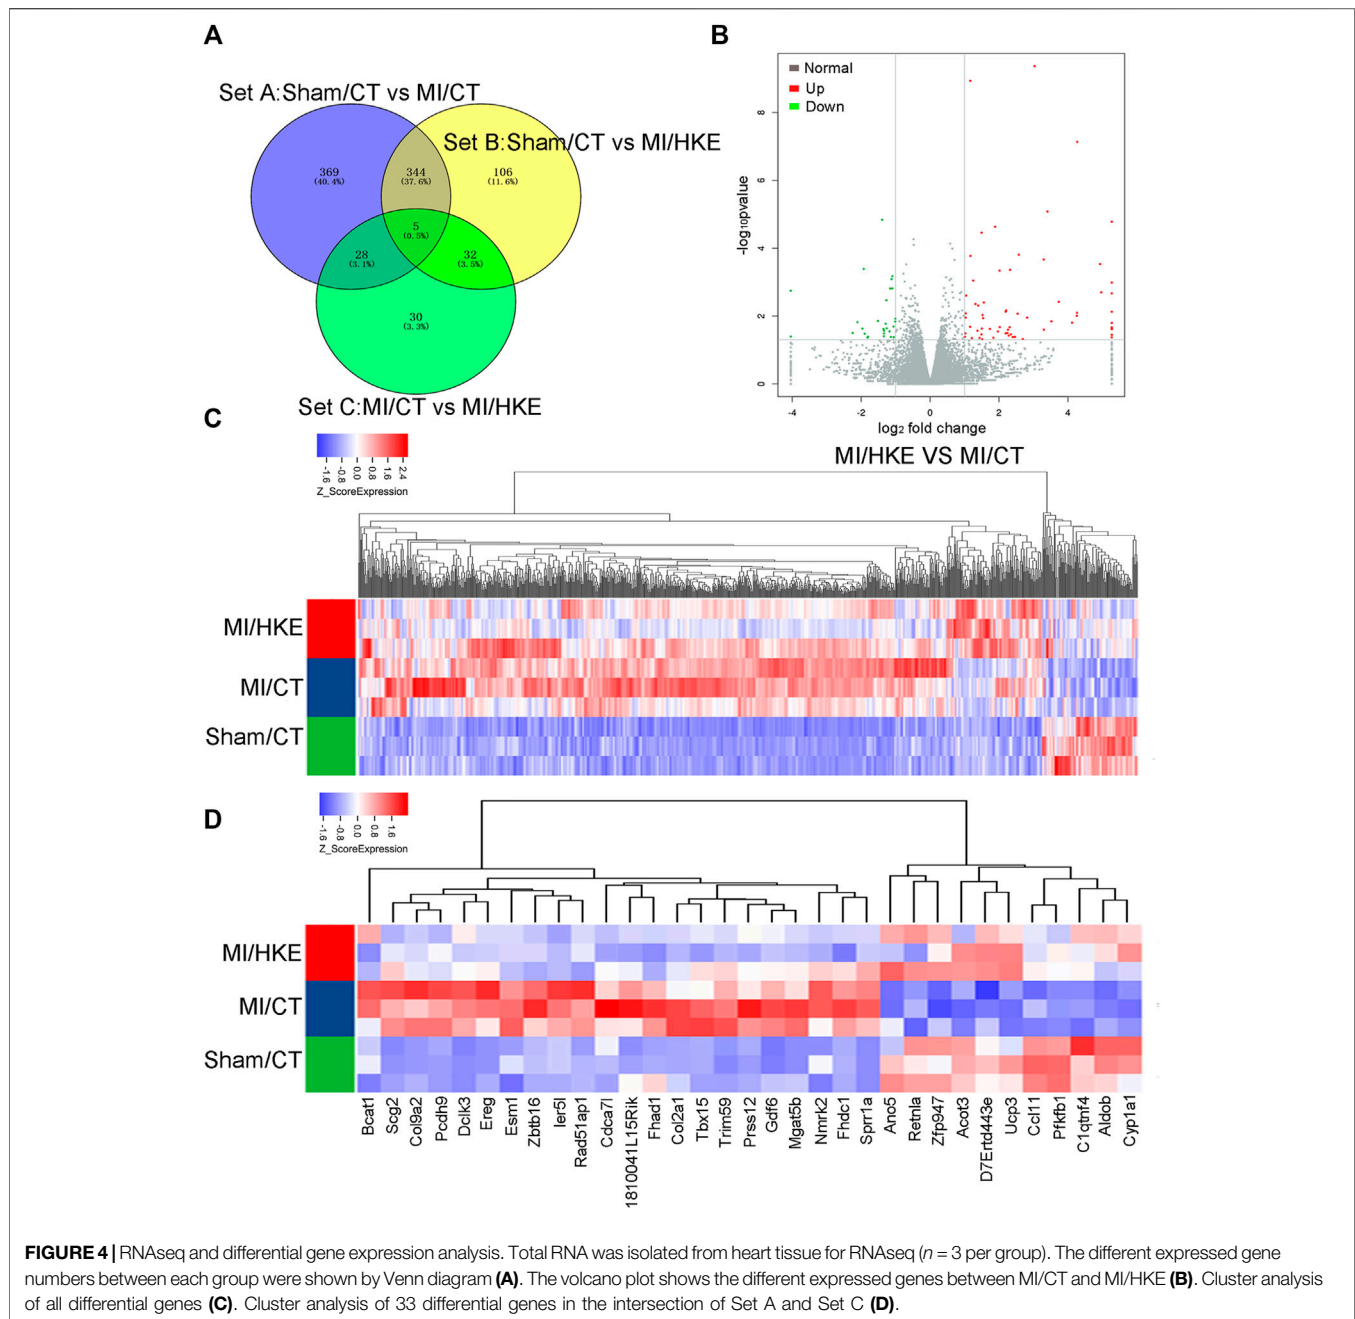 A
Set A:Sham/CT vs MI/CT
Set B:Sham/CT vs MI/HKE
369
(40.4%)
344
(37.6%)
106
(11.6%)
5
(0.5%)
28
(3.1%)
32
(3.5%)
30
(3.3%)
Set C:MI/CT vs MI/HKE
B
Normal
Up
Down
-log10pvalue
8
6
4
2
0
-4 -2 0 2 4
log2 fold change
MI/HKE VS MI/CT
C
-1.6 -0.8 0.0 0.8 1.6 2.4
Z_ScoreExpression
MI/HKE
MI/CT
Sham/CT
D
-1.6 -0.8 0.0 0.8 1.6
Z_ScoreExpression
MI/HKE
MI/CT
Sham/CT
Bcat1
Scg2
Col9a2
Pcdh9
Dclk3
Ereg
Esm1
Zbtb16
Ier5l
Rad51ap1
Cdca7l
1810041L15Rik
Fhad1
Col2a1
Tbx15
Trim59
Prss12
Gdf6
Mgat5b
Nmrk2
Fhdc1
Sprr1a
Ano5
Retnla
Zfp947
Acot3
D7Ertd443e
Ucp3
Ccl11
Pfkfb1
C1qtnf4
Aldob
Cyp1a1
FIGURE 4 | RNAseq and differential gene expression analysis. Total RNA was isolated from heart tissue for RNAseq (n = 3 per group). The different expressed gene
numbers between each group were shown by Venn diagram (A). The volcano plot shows the different expressed genes between MI/CT and MI/HKE (B). Cluster analysis
of all differential genes (C). Cluster analysis of 33 differential genes in the intersection of Set A and Set C (D).